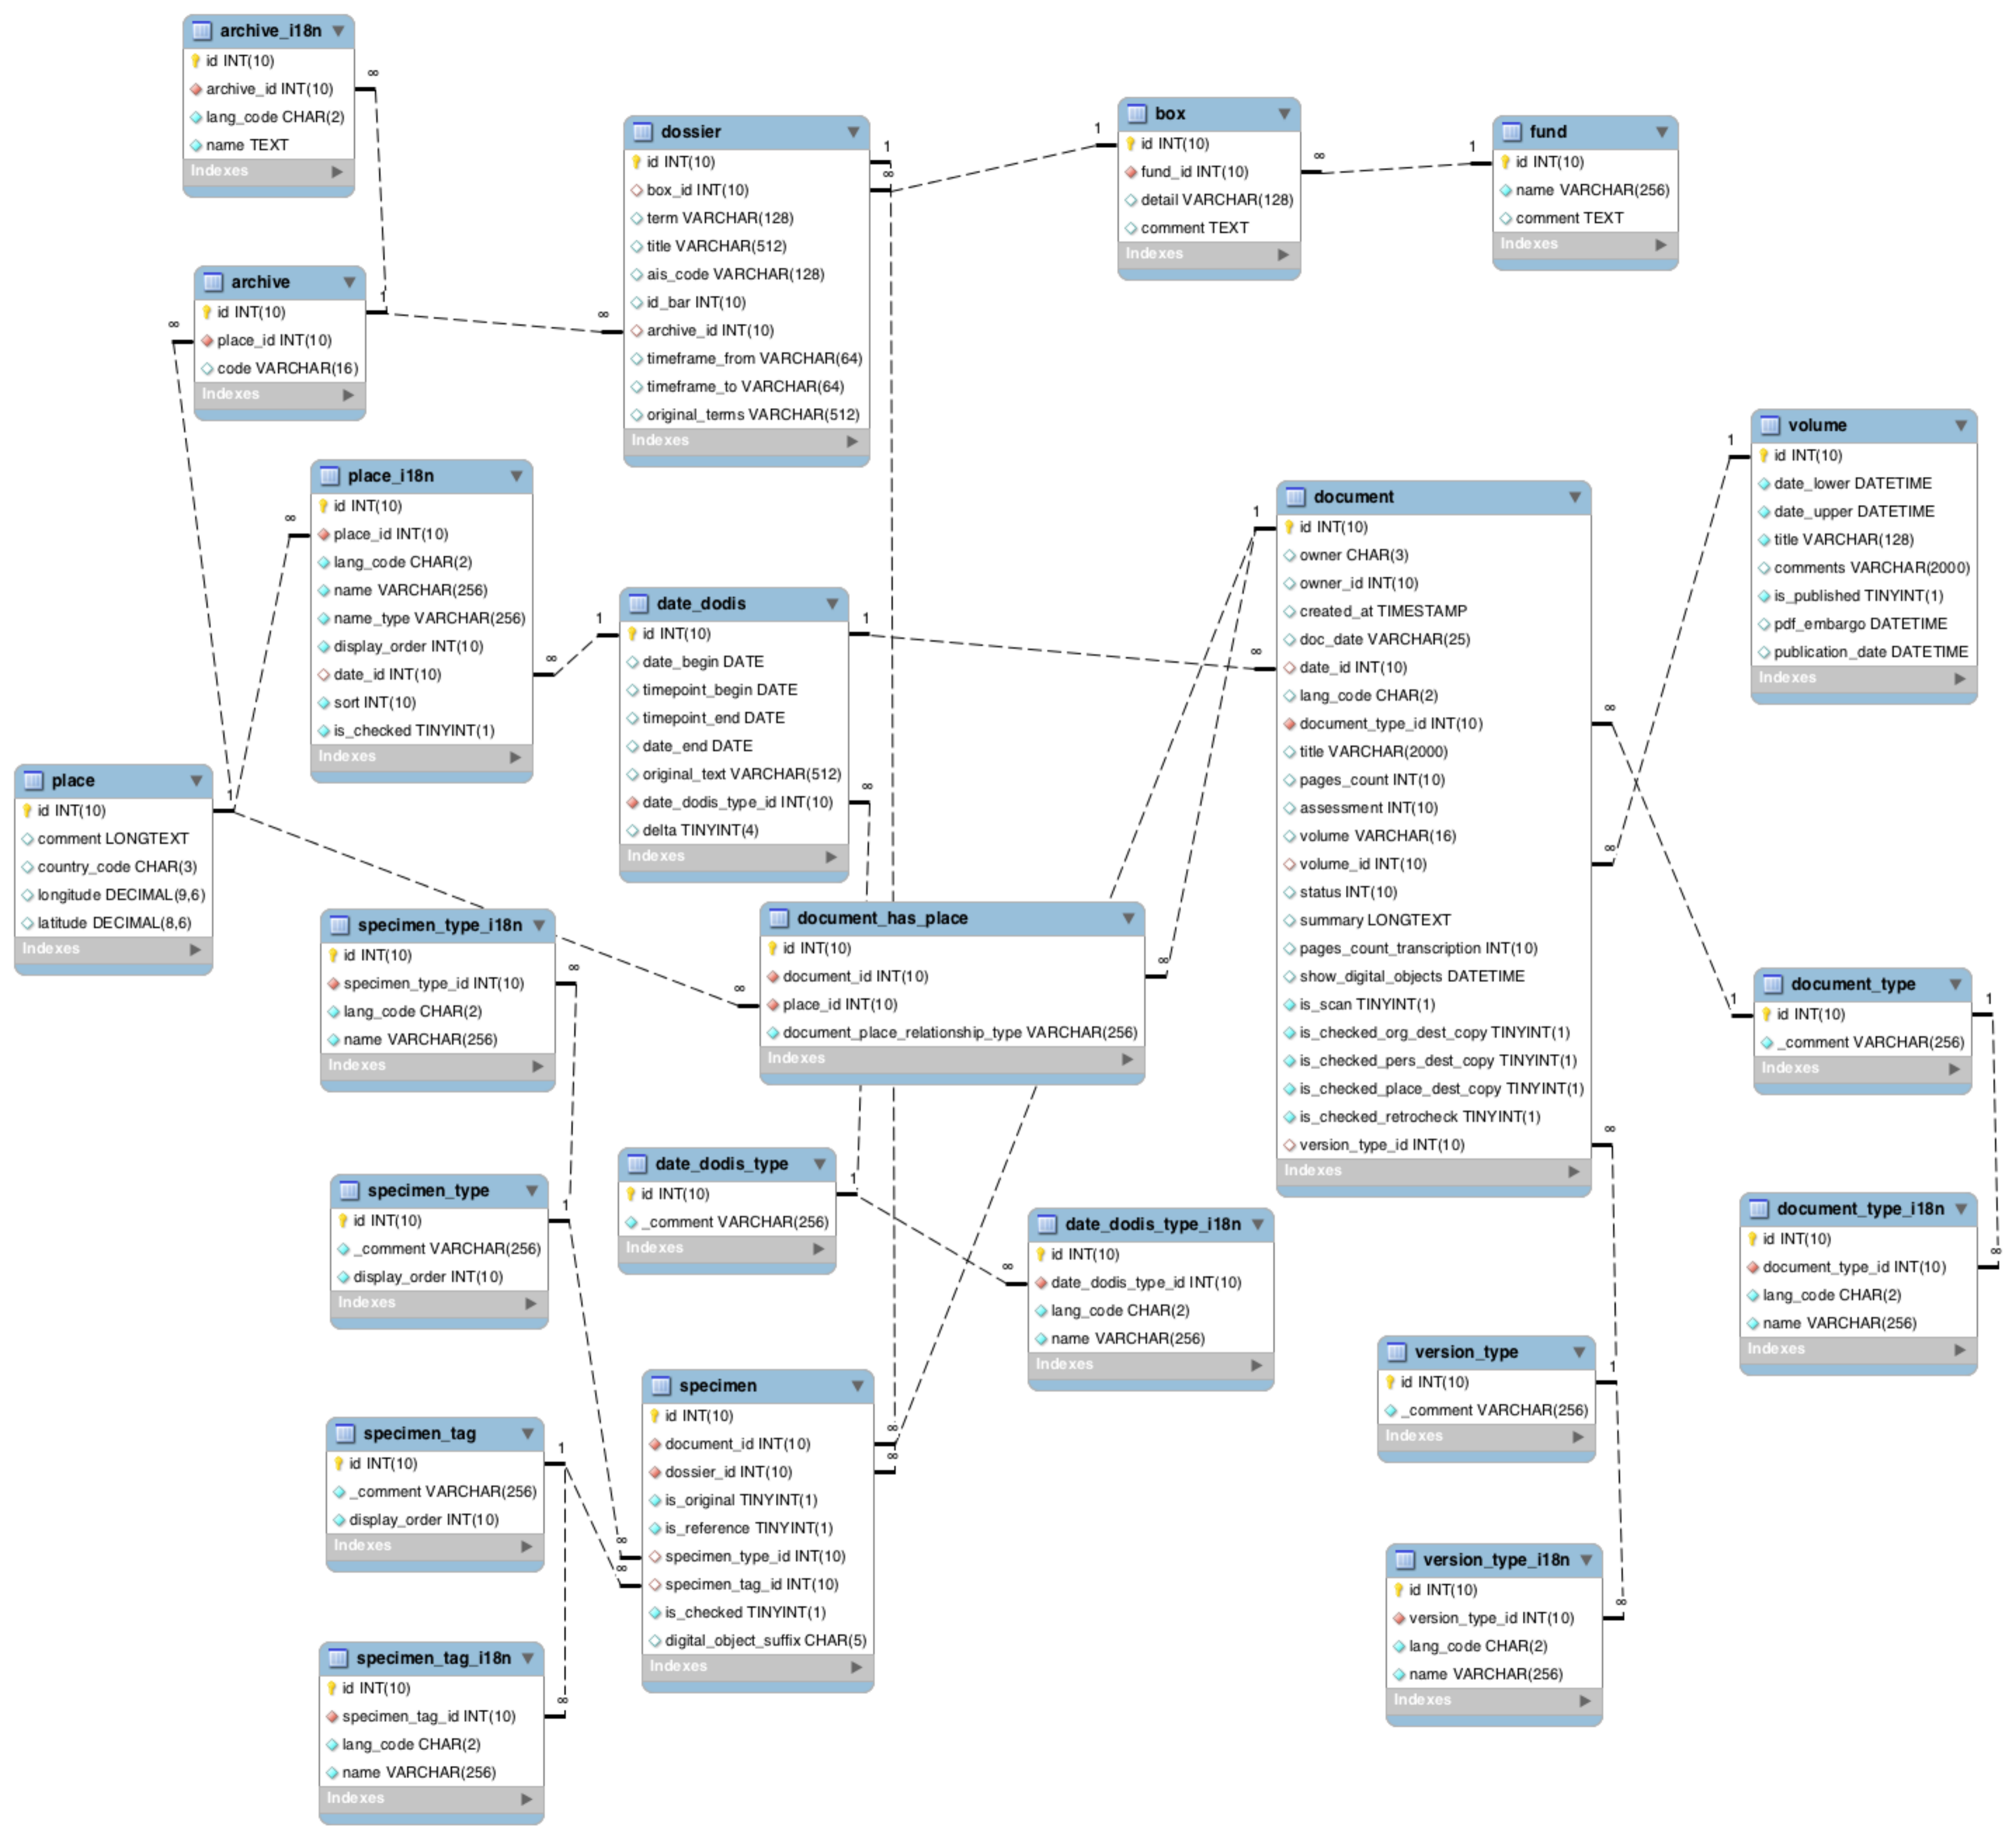 archive_i18n
id INT(10)
archive_id INT(10)
lang_code CHAR(2)
name TEXT
Indexes
∞
archive
id INT(10)
place_id INT(10)
code VARCHAR(16)
Indexes
∞
1
dossier
id INT(10)
box_id INT(10)
term VARCHAR(128)
title VARCHAR(512)
ais_code VARCHAR(128)
id_bar INT(10)
archive_id INT(10)
timeframe_from VARCHAR(64)
timeframe_to VARCHAR(64)
original_terms VARCHAR(512)
Indexes
1
∞
∞
box
id INT(10)
fund_id INT(10)
detail VARCHAR(128)
comment TEXT
Indexes
1
∞
fund
id INT(10)
name VARCHAR(256)
comment TEXT
Indexes
1
place_i18n
id INT(10)
place_id INT(10)
lang_code CHAR(2)
name VARCHAR(256)
name_type VARCHAR(256)
display_order INT(10)
date_id INT(10)
sort INT(10)
is_checked TINYINT(1)
Indexes
∞
∞
date_dodis
id INT(10)
date_begin DATE
timepoint_begin DATE
timepoint_end DATE
date_end DATE
original_text VARCHAR(512)
date_dodis_type_id INT(10)
delta TINYINT(4)
Indexes
1
1
∞
document
id INT(10)
owner CHAR(3)
owner_id INT(10)
created_at TIMESTAMP
doc_date VARCHAR(25)
date_id INT(10)
lang_code CHAR(2)
document_type_id INT(10)
title VARCHAR(2000)
pages_count INT(10)
assessment INT(10)
volume VARCHAR(16)
volume_id INT(10)
status INT(10)
summary LONGTEXT
pages_count_transcription INT(10)
show_digital_objects DATETIME
is_scan TINYINT(1)
is_checked_org_dest_copy TINYINT(1)
is_checked_pers_dest_copy TINYINT(1)
is_checked_place_dest_copy TINYINT(1)
is_checked_retrocheck TINYINT(1)
version_type_id INT(10)
Indexes
1
∞
∞
∞
∞
volume
id INT(10)
date_lower DATETIME
date_upper DATETIME
title VARCHAR(128)
comments VARCHAR(2000)
is_published TINYINT(1)
pdf_embargo DATETIME
publication_date DATETIME
Indexes
1
place
id INT(10)
comment LONGTEXT
country_code CHAR(3)
longitude DECIMAL(9,6)
latitude DECIMAL(8,6)
Indexes
1
specimen_type_i18n
id INT(10)
specimen_type_id INT(10)
lang_code CHAR(2)
name VARCHAR(256)
Indexes
∞
document_has_place
id INT(10)
document_id INT(10)
place_id INT(10)
document_place_relationship_type VARCHAR(256)
Indexes
∞
∞
document_type
id INT(10)
_comment VARCHAR(256)
Indexes
1
1
specimen_type
id INT(10)
_comment VARCHAR(256)
display_order INT(10)
Indexes
1
date_dodis_type
id INT(10)
_comment VARCHAR(256)
Indexes
1
date_dodis_type_i18n
id INT(10)
date_dodis_type_id INT(10)
lang_code CHAR(2)
name VARCHAR(256)
Indexes
∞
document_type_i18n
id INT(10)
document_type_id INT(10)
lang_code CHAR(2)
name VARCHAR(256)
Indexes
∞
version_type
id INT(10)
_comment VARCHAR(256)
Indexes
1
specimen
id INT(10)
document_id INT(10)
dossier_id INT(10)
is_original TINYINT(1)
is_reference TINYINT(1)
specimen_type_id INT(10)
specimen_tag_id INT(10)
is_checked TINYINT(1)
digital_object_suffix CHAR(5)
Indexes
∞
∞
∞
∞
specimen_tag
id INT(10)
_comment VARCHAR(256)
display_order INT(10)
Indexes
1
version_type_i18n
id INT(10)
version_type_id INT(10)
lang_code CHAR(2)
name VARCHAR(256)
Indexes
∞
specimen_tag_i18n
id INT(10)
specimen_tag_id INT(10)
lang_code CHAR(2)
name VARCHAR(256)
Indexes
∞